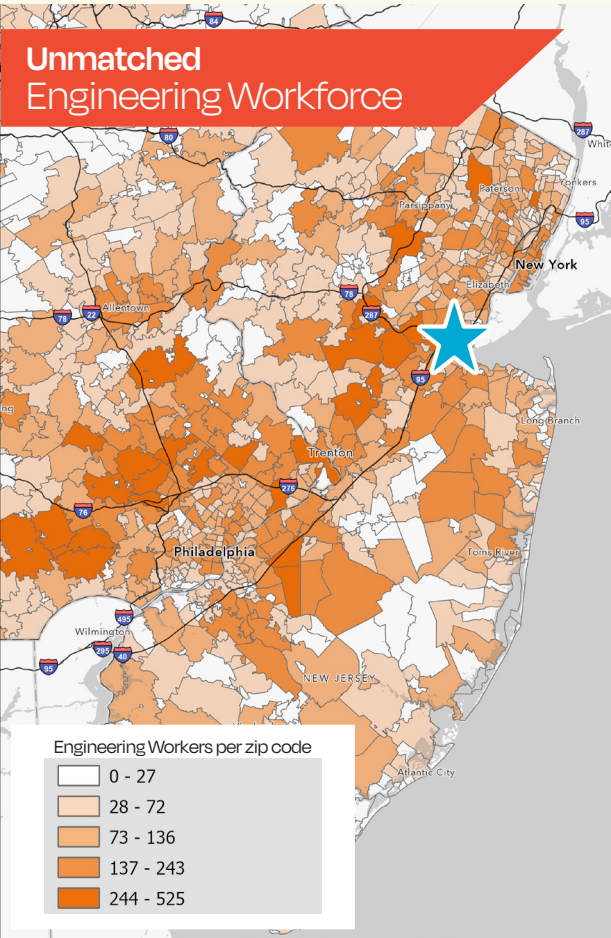 84
Unmatched
Engineering Workforce
80
287
Whit
Paterson
Yonkers
Parsippany
95
New York
Elizabeth
78
287
78
22
Allentown
95
ng
Long Branch
Trenton
276
76
Philadelphia
Toms River
495
Wilmington
295
40
95
NEW JERSEY
Atlantic City
Engineering Workers per zip code
0 - 27
28 - 72
73 - 136
137 - 243
244 - 525